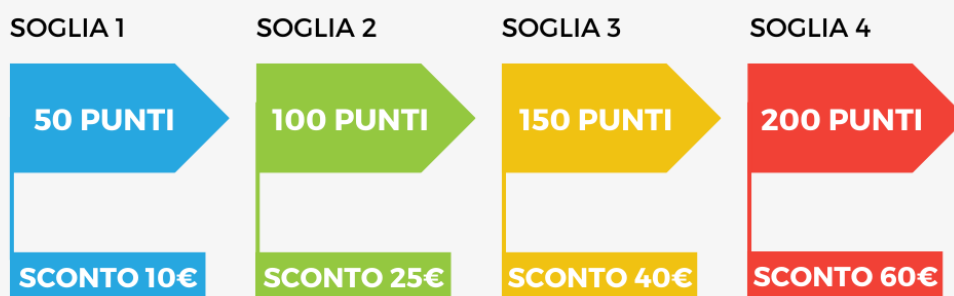 SOGLIA 1
50 PUNTI
SCONTO 10€
SOGLIA 2
100 PUNTI
SCONTO 25€
SOGLIA 3
150 PUNTI
SCONTO 40€
SOGLIA 4
200 PUNTI
SCONTO 60€